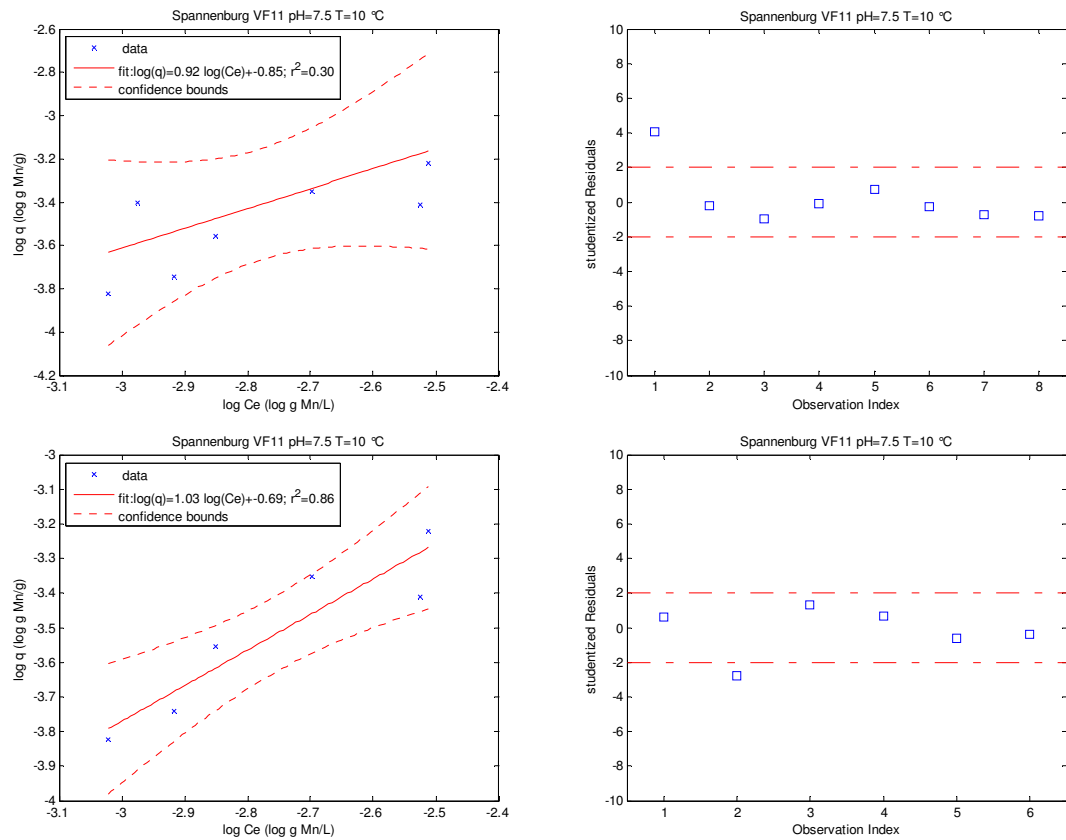 Spannenburg VF11 pH=7.5 T=10 °C
data
fit:log(q)=0.92 log(Ce)+-0.85; r²=0.30
confidence bounds
-2.6
-2.8
-3
-3.2
-3.4
-3.6
-3.8
-4
-4.2
log q (log g Mn/g)
-3.1 -3 -2.9 -2.8 -2.7 -2.6 -2.5 -2.4
log Ce (log g Mn/L)
Spannenburg VF11 pH=7.5 T=10 °C
10
8
6
4
2
0
-2
-4
-6
-8
-10
studentized Residuals
1 2 3 4 5 6 7 8
Observation Index
Spannenburg VF11 pH=7.5 T=10 °C
data
fit:log(q)=1.03 log(Ce)+-0.69; r²=0.86
confidence bounds
-3
-3.1
-3.2
-3.3
-3.4
-3.5
-3.6
-3.7
-3.8
-3.9
-4
log q (log g Mn/g)
-3.1 -3 -2.9 -2.8 -2.7 -2.6 -2.5 -2.4
log Ce (log g Mn/L)
Spannenburg VF11 pH=7.5 T=10 °C
10
8
6
4
2
0
-2
-4
-6
-8
-10
studentized Residuals
1 2 3 4 5 6
Observation Index